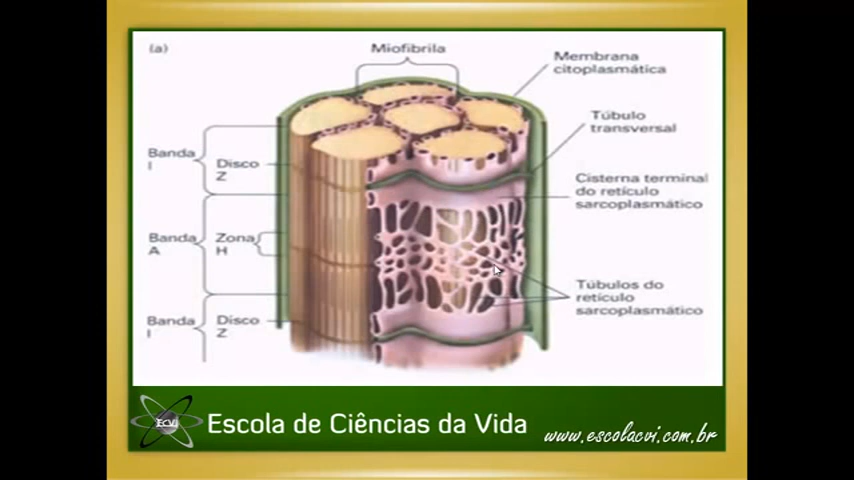 (a)
Miofibrila
Membrana
citoplasmática
Túbulo
transversal
Banda
I
Disco
Z
Cisterna terminal
do retículo
sarcoplasmático
Banda
A
Zona
H
Túbulos do
retículo
sarcoplasmático
Banda
I
Disco
Z
ECVi
Escola de Ciências da Vida
www.escolacvi.com.br